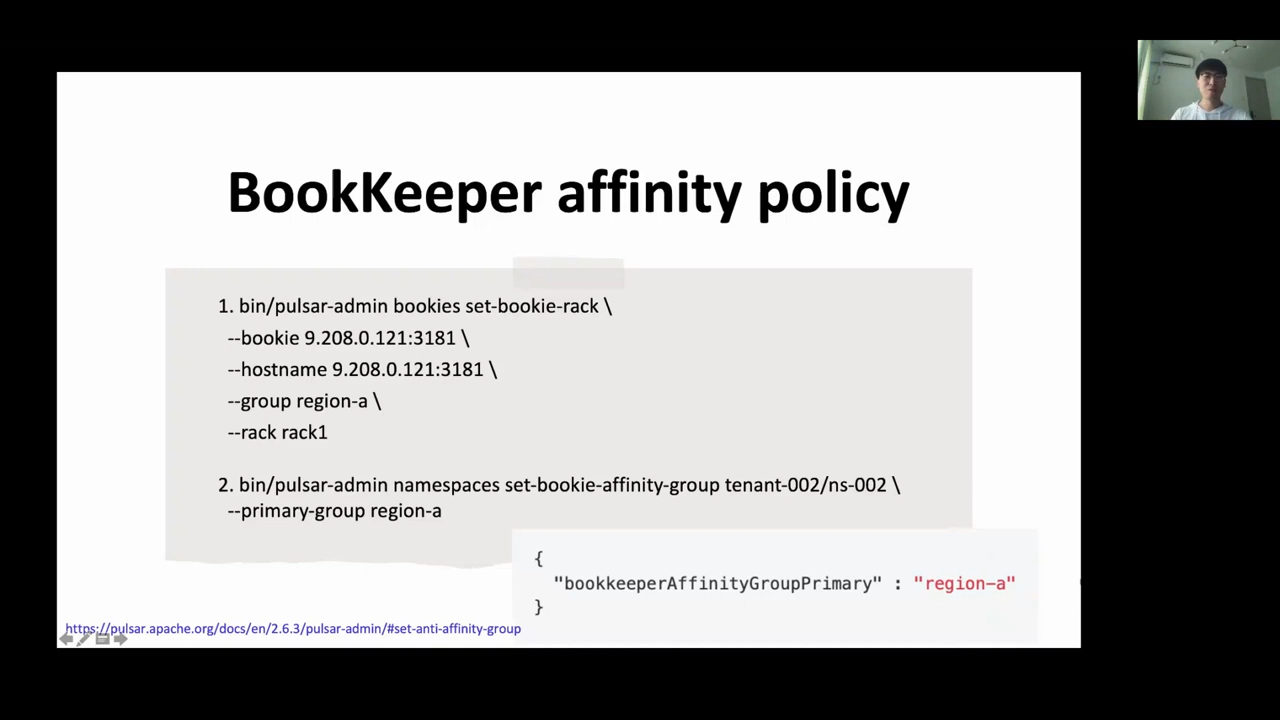 BookKeeper affinity policy
1. bin/pulsar-admin bookies set-bookie-rack \
--bookie 9.208.0.121:3181 \
--hostname 9.208.0.121:3181 \
--group region-a \
--rack rack1
2. bin/pulsar-admin namespaces set-bookie-affinity-group tenant-002/ns-002 \
--primary-group region-a
{
"bookkeeperAffinityGroupPrimary" : "region-a"
}
https://pulsar.apache.org/docs/en/2.6.3/pulsar-admin/#set-anti-affinity-group